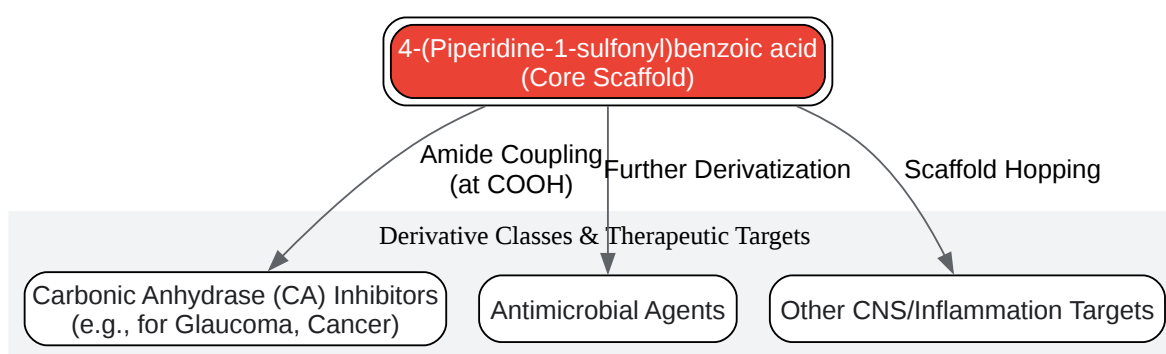 4-(Piperidine-1-sulfonyl)benzoic acid
(Core Scaffold)
Amide Coupling
(at COOH)
Further Derivatization
Scaffold Hopping
Derivative Classes & Therapeutic Targets
Carbonic Anhydrase (CA) Inhibitors
(e.g., for Glaucoma, Cancer)
Antimicrobial Agents
Other CNS/Inflammation Targets